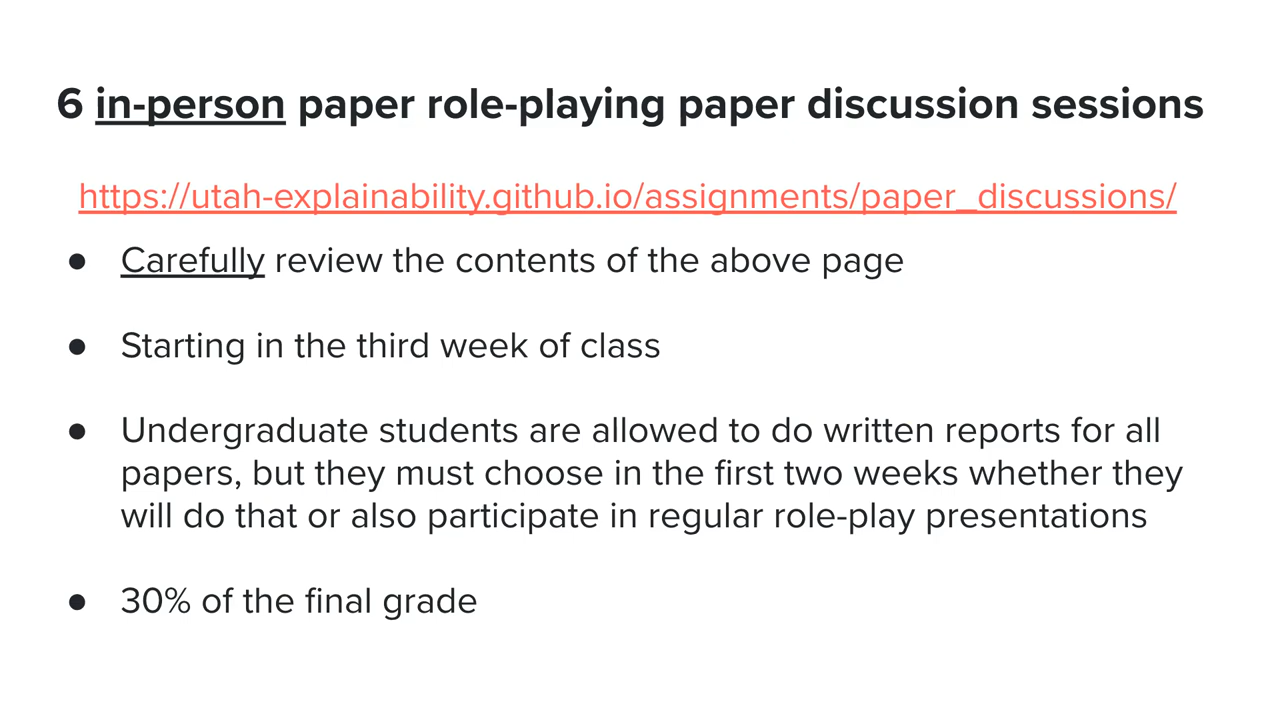 6 in-person paper role-playing paper discussion sessions
https://utah-explainability.github.io/assignments/paper_discussions/
● Carefully review the contents of the above page
● Starting in the third week of class
● Undergraduate students are allowed to do written reports for all
papers, but they must choose in the first two weeks whether they
will do that or also participate in regular role-play presentations
● 30% of the final grade